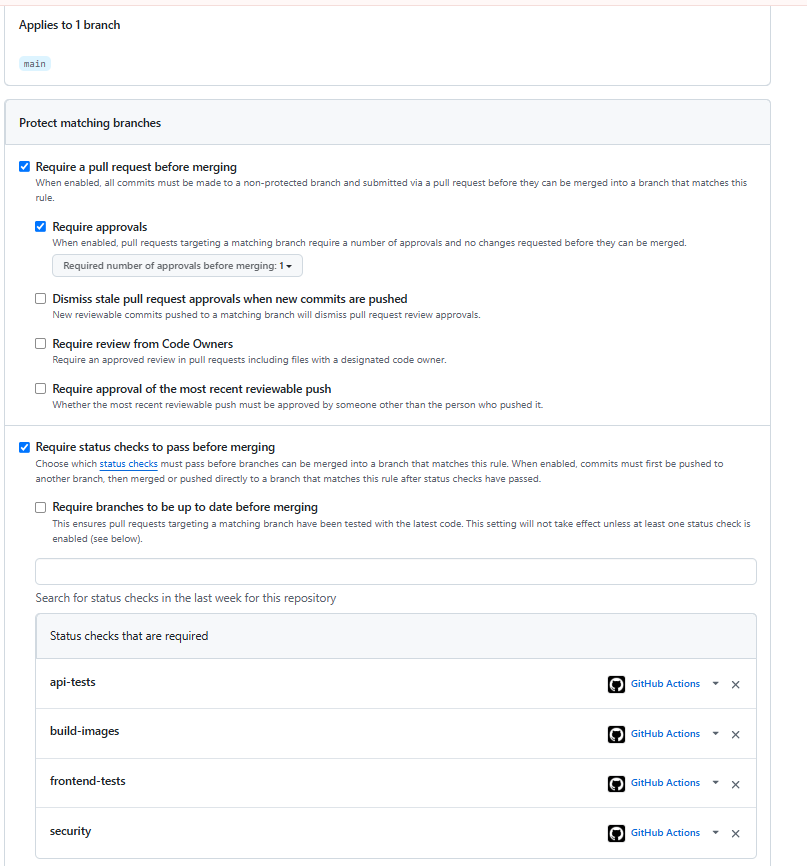 Applies to 1 branch
main
Protect matching branches
Require a pull request before merging
When enabled, all commits must be made to a non-protected branch and submitted via a pull request before they can be merged into a branch that matches this
rule.
Require approvals
When enabled, pull requests targeting a matching branch require a number of approvals and no changes requested before they can be merged.
Required number of approvals before merging: 1
Dismiss stale pull request approvals when new commits are pushed
New reviewable commits pushed to a matching branch will dismiss pull request review approvals.
Require review from Code Owners
Require an approved review in pull requests including files with a designated code owner.
Require approval of the most recent reviewable push
Whether the most recent reviewable push must be approved by someone other than the person who pushed it.
Require status checks to pass before merging
Choose which status checks must pass before branches can be merged into a branch that matches this rule. When enabled, commits must first be pushed to
another branch, then merged or pushed directly to a branch that matches this rule after status checks have passed.
Require branches to be up to date before merging
This ensures pull requests targeting a matching branch have been tested with the latest code. This setting will not take effect unless at least one status check is
enabled (see below).
Search for status checks in the last week for this repository
Status checks that are required
api-tests GitHub Actions
build-images GitHub Actions
frontend-tests GitHub Actions
security GitHub Actions